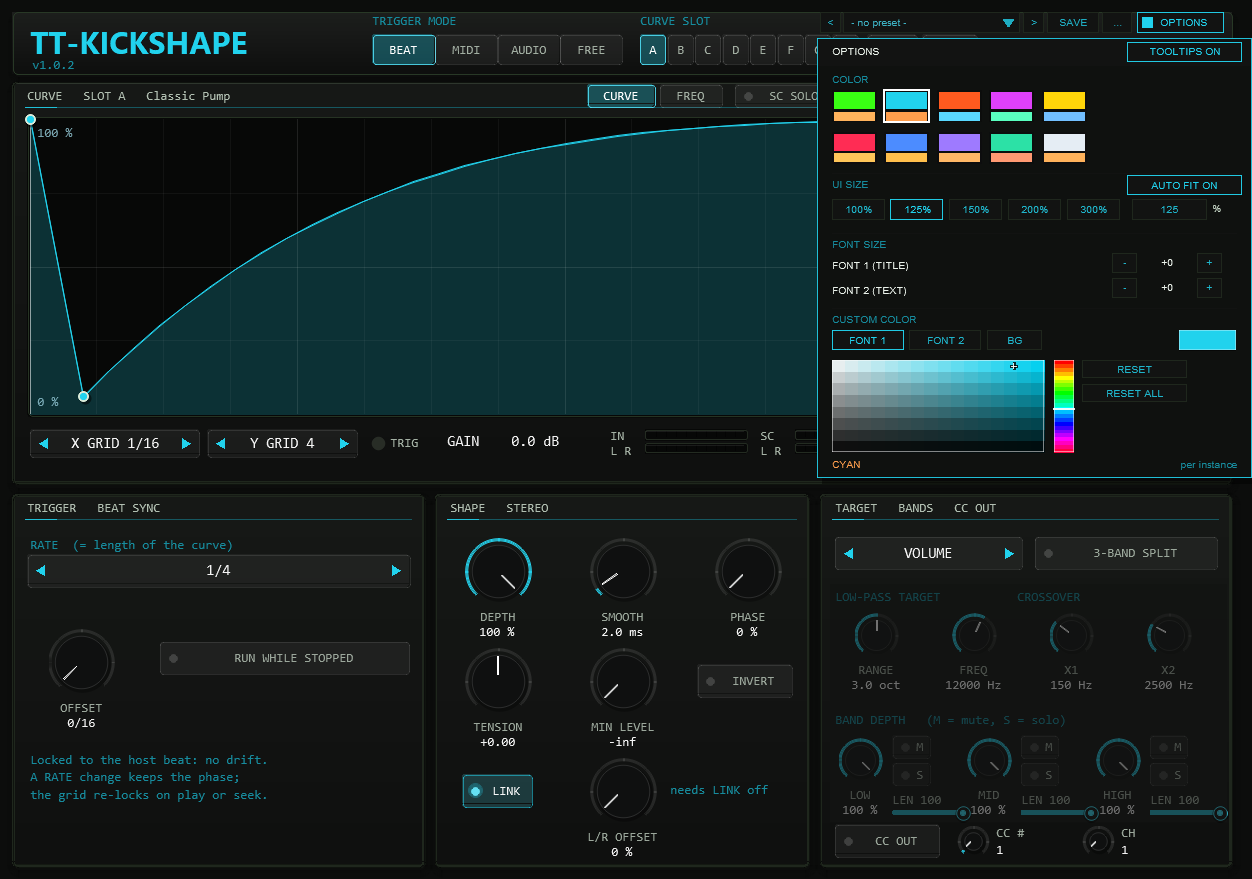 TT-KICKSHAPE
v1.0.2
TRIGGER MODE
BEAT MIDI AUDIO FREE
CURVE SLOT
A B C D E F
< - no preset - > SAVE ... OPTIONS
OPTIONS TOOLTIPS ON
COLOR
UI SIZE AUTO FIT ON
100% 125% 150% 200% 300% 125 %
FONT SIZE
FONT 1 (TITLE) - +0 +
FONT 2 (TEXT) - +0 +
CUSTOM COLOR
FONT 1 FONT 2 BG
RESET
RESET ALL
CYAN per instance
CURVE SLOT A Classic Pump CURVE FREQ SC SOLO
100 %
0 %
X GRID 1/16 Y GRID 4 TRIG GAIN 0.0 dB
IN SC
L R L R
TRIGGER BEAT SYNC
RATE (= length of the curve)
1/4
RUN WHILE STOPPED
OFFSET
0/16
Locked to the host beat: no drift.
A RATE change keeps the phase;
the grid re-locks on play or seek.
SHAPE STEREO
DEPTH SMOOTH PHASE
100 % 2.0 ms 0 %
INVERT
TENSION MIN LEVEL
+0.00 -inf
LINK needs LINK off
L/R OFFSET
0 %
TARGET BANDS CC OUT
VOLUME 3-BAND SPLIT
LOW-PASS TARGET CROSSOVER
RANGE FREQ X1 X2
3.0 oct 12000 Hz 150 Hz 2500 Hz
BAND DEPTH (M = mute, S = solo)
M M M
S S S
LOW LEN 100 MID LEN 100 HIGH LEN 100
100 % 100 % 100 %
CC OUT CC # CH
1 1